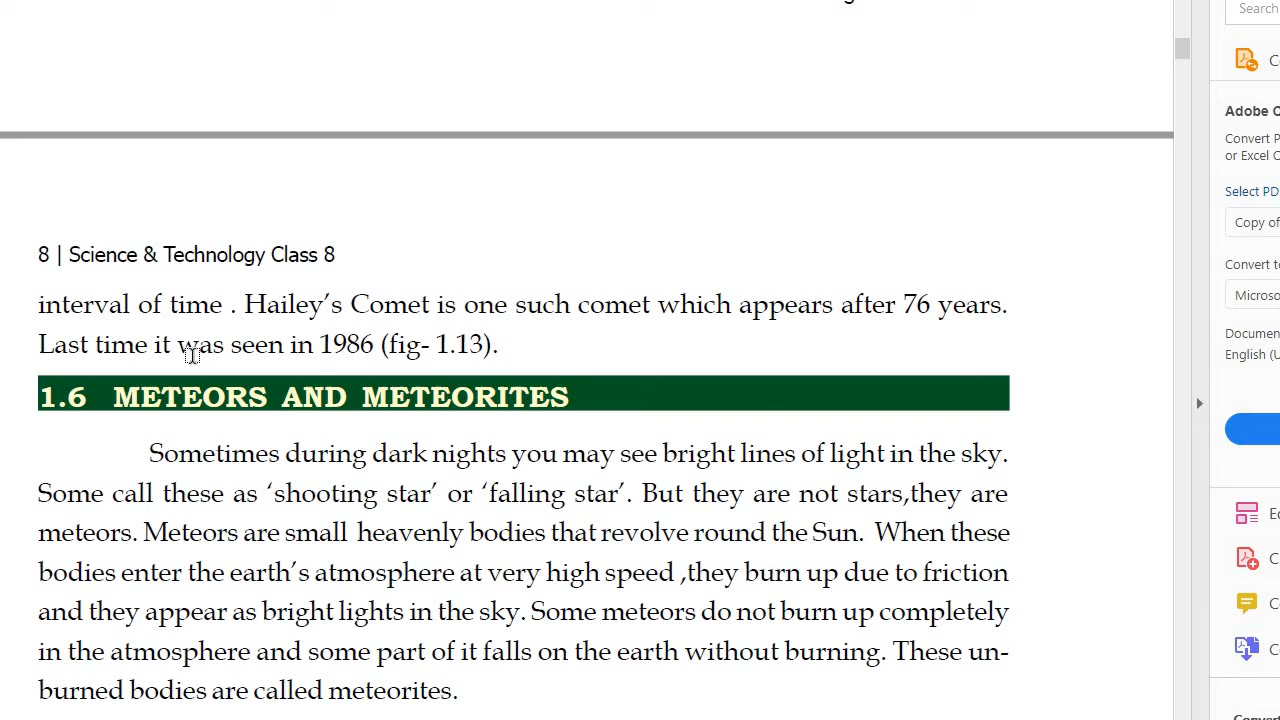 Search
8 | Science & Technology Class 8
interval of time . Hailey's Comet is one such comet which appears after 76 years.
Last time it was seen in 1986 (fig- 1.13).
1.6 METEORS AND METEORITES
Sometimes during dark nights you may see bright lines of light in the sky.
Some call these as 'shooting star' or 'falling star'. But they are not stars,they are
meteors. Meteors are small heavenly bodies that revolve round the Sun. When these
bodies enter the earth's atmosphere at very high speed ,they burn up due to friction
and they appear as bright lights in the sky. Some meteors do not burn up completely
in the atmosphere and some part of it falls on the earth without burning. These un-
burned bodies are called meteorites.
Adobe
Convert P
or Excel
Select PD
Copy of
Convert to
Microso
Documen
English (U